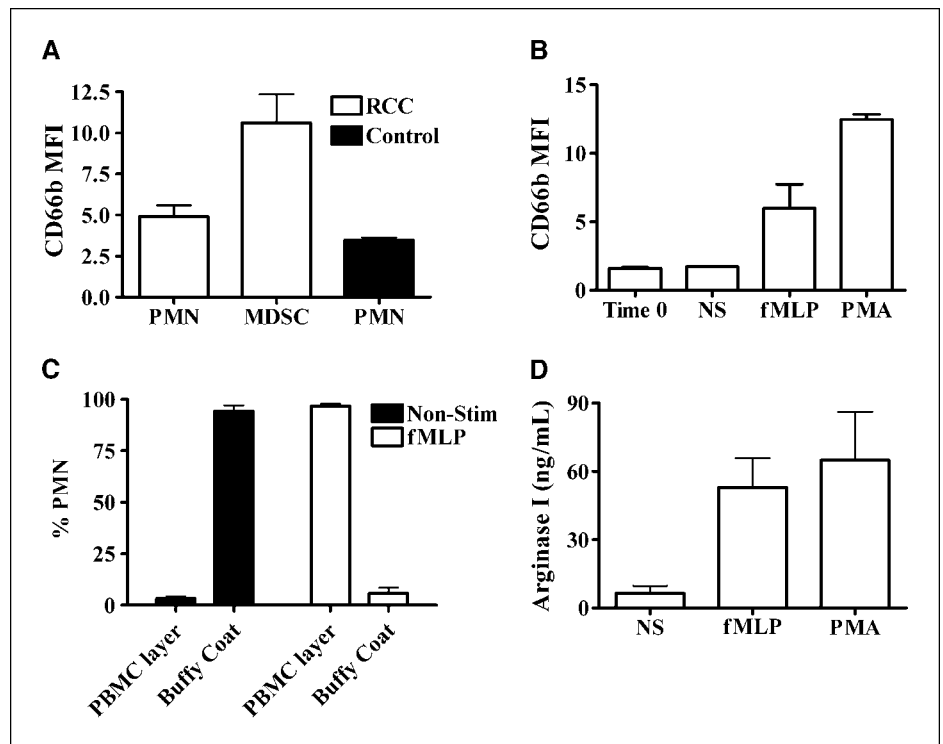 A
CD66b MFI
12.5
10.0
7.5
5.0
2.5
0.0
RCC
Control
PMN
MDSC
PMN
B
CD66b MFI
15
10
5
0
Time 0
NS
fMLP
PMA
C
% PMN
100
75
50
25
0
Non-Stim
fMLP
PBMC layer
Buffy Coat
PBMC layer
Buffy Coat
D
Arginase I (ng/mL)
90
60
30
0
NS
fMLP
PMA